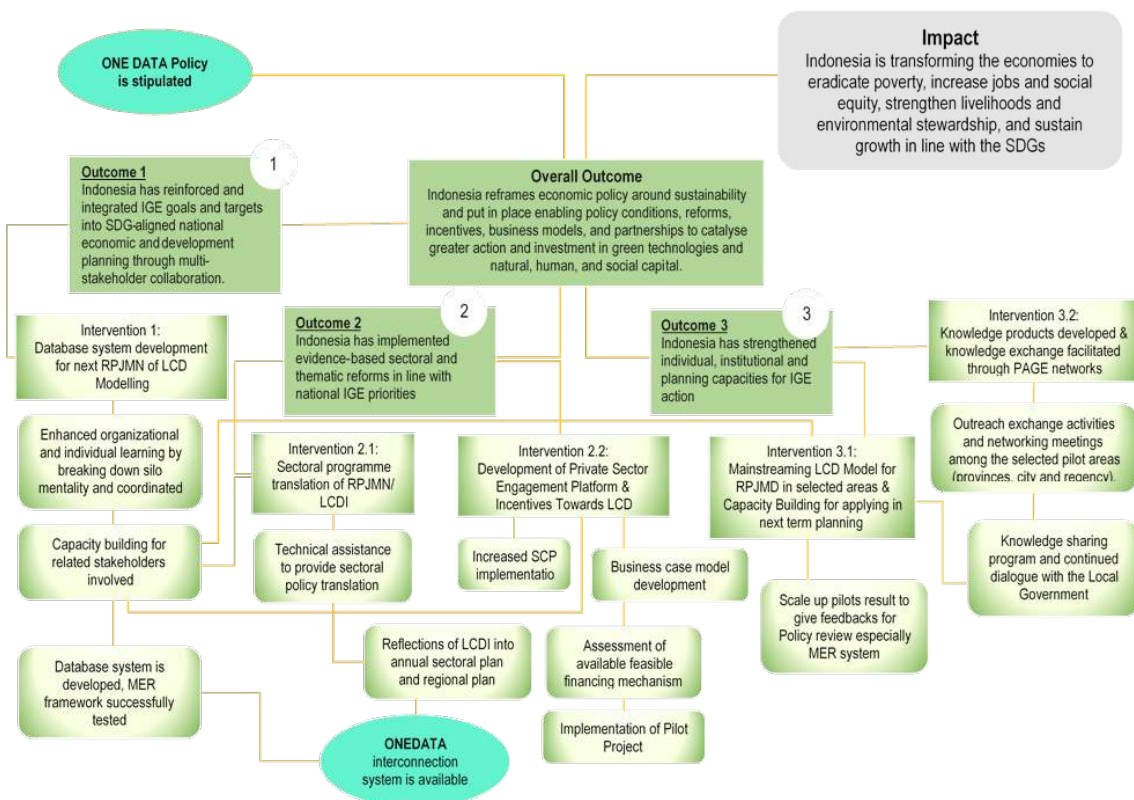 ONE DATA Policy
is stipulated
Impact
Indonesia is transforming the economies to
eradicate poverty, increase jobs and social
equity, strengthen livelihoods and
environmental stewardship, and sustain
growth in line with the SDGs
1
Outcome 1
Indonesia has reinforced and
integrated IGE goals and targets
into SDG-aligned national
economic and development
planning through multi-
stakeholder collaboration.
Overall Outcome
Indonesia reframes economic policy around sustainability
and put in place enabling policy conditions, reforms,
incentives, business models, and partnerships to catalyse
greater action and investment in green technologies and
natural, human, and social capital.
2
Outcome 2
Indonesia has implemented
evidence-based sectoral and
thematic reforms in line with
national IGE priorities
3
Outcome 3
Indonesia has strengthened
individual, institutional and
planning capacities for IGE
action
Intervention 3.2:
Knowledge products developed &
knowledge exchange facilitated
through PAGE networks
Intervention 1:
Database system development
for next RPJMN of LCD
Modelling
Enhanced organizational
and individual learning by
breaking down silo
mentality and coordinated
Intervention 2.1:
Sectoral programme
translation of RPJMN/
LCDI
Intervention 2.2:
Development of Private Sector
Engagement Platform &
Incentives Towards LCD
Intervention 3.1:
Mainstreaming LCD Model for
RPJMD in selected areas &
Capacity Building for applying in
next term planning
Outreach exchange activities
and networking meetings
among the selected pilot areas
(provinces, city and regency).
Capacity building for
related stakeholders
involved
Technical assistance
to provide sectoral
policy translation
Increased SCP
implementatio
Business case model
development
Knowledge sharing
program and continued
dialogue with the Local
Government
Scale up pilots result to
give feedbacks for
Policy review especially
MER system
Database system is
developed, MER
framework successfully
tested
Reflections of LCDI into
annual sectoral plan
and regional plan
Assessment of
available feasible
financing mechanism
Implementation of Pilot
Project
ONEDATA
interconnection
system is available